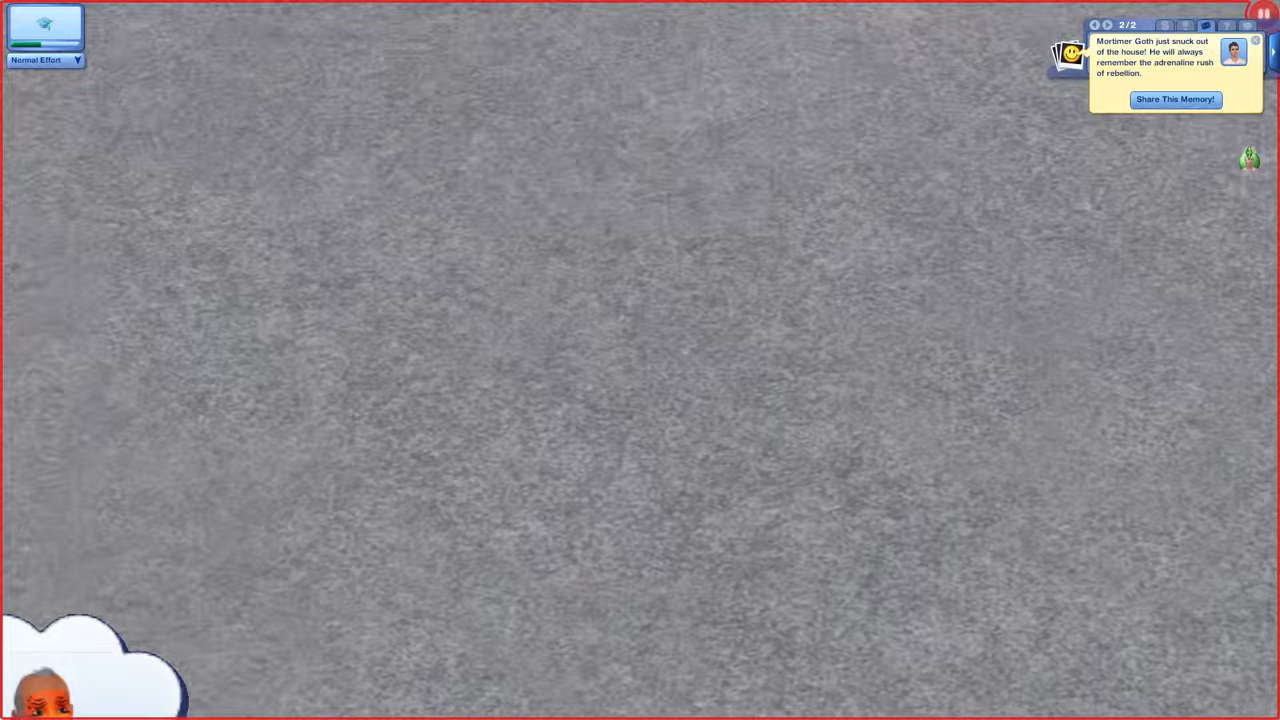 2/2
Mortimer Goth just snuck out
of the house! He will always
remember the adrenaline rush
of rebellion.
Share This Memory!
Normal Effort